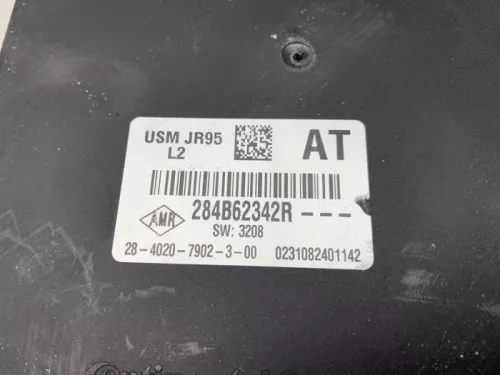 USM JR95
L2
AT
AMR
284B62342R ---
SW: 3208
28-4020-7902-3-00 0231082401142